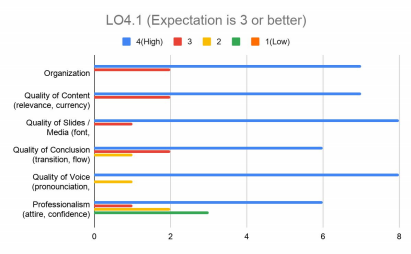 LO4.1 (Expectation is 3 or better)
4(High) 3 2 1(Low)
Organization
Quality of Content
(relevance, currency)
Quality of Slides /
Media (font,
Quality of Conclusion
(transition, flow)
Quality of Voice
(pronounciation,
Professionalism
(attire, confidence)
0 2 4 6 8